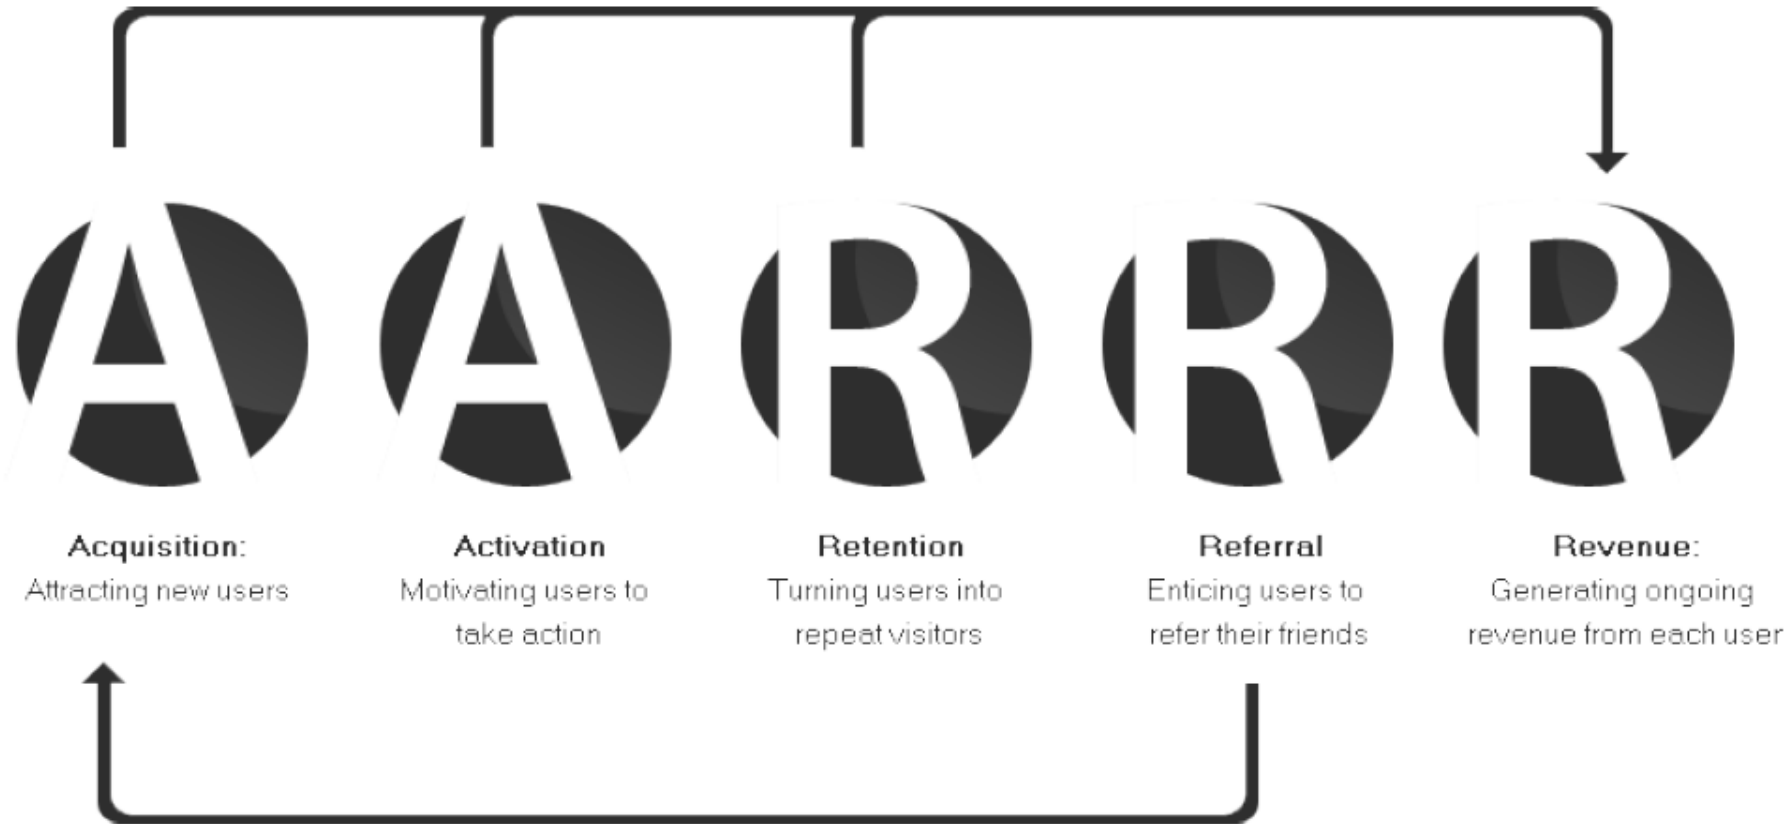 A A R R R
Acquisition:
Attracting new users
Activation
Motivating users to
take action
Retention
Turning users into
repeat visitors
Referral
Enticing users to
refer their friends
Revenue:
Generating ongoing
revenue from each user